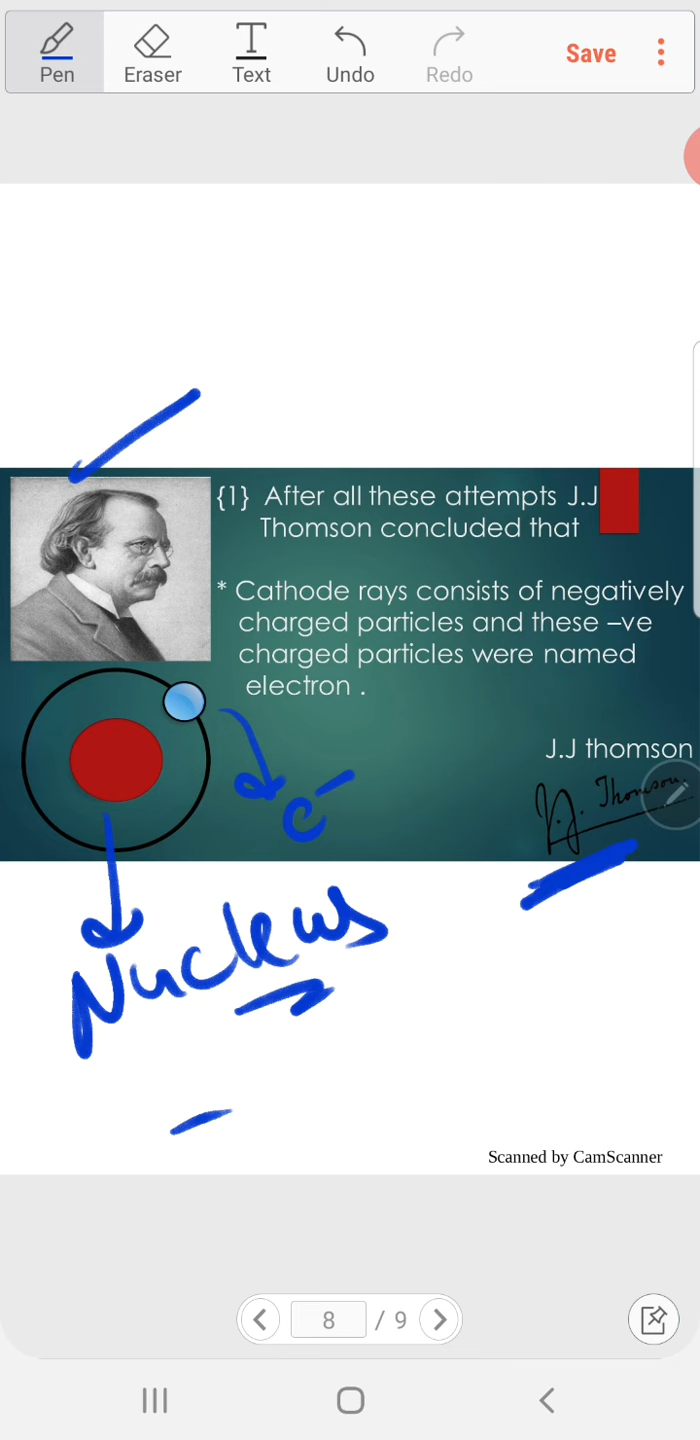 Pen Eraser Text Undo Redo Save
{1} After all these attempts J.J
Thomson concluded that
* Cathode rays consists of negatively
charged particles and these –ve
charged particles were named
electron .
J.J thomson
J.J. Thomson.
e-
Nucleus
Scanned by CamScanner
8 / 9